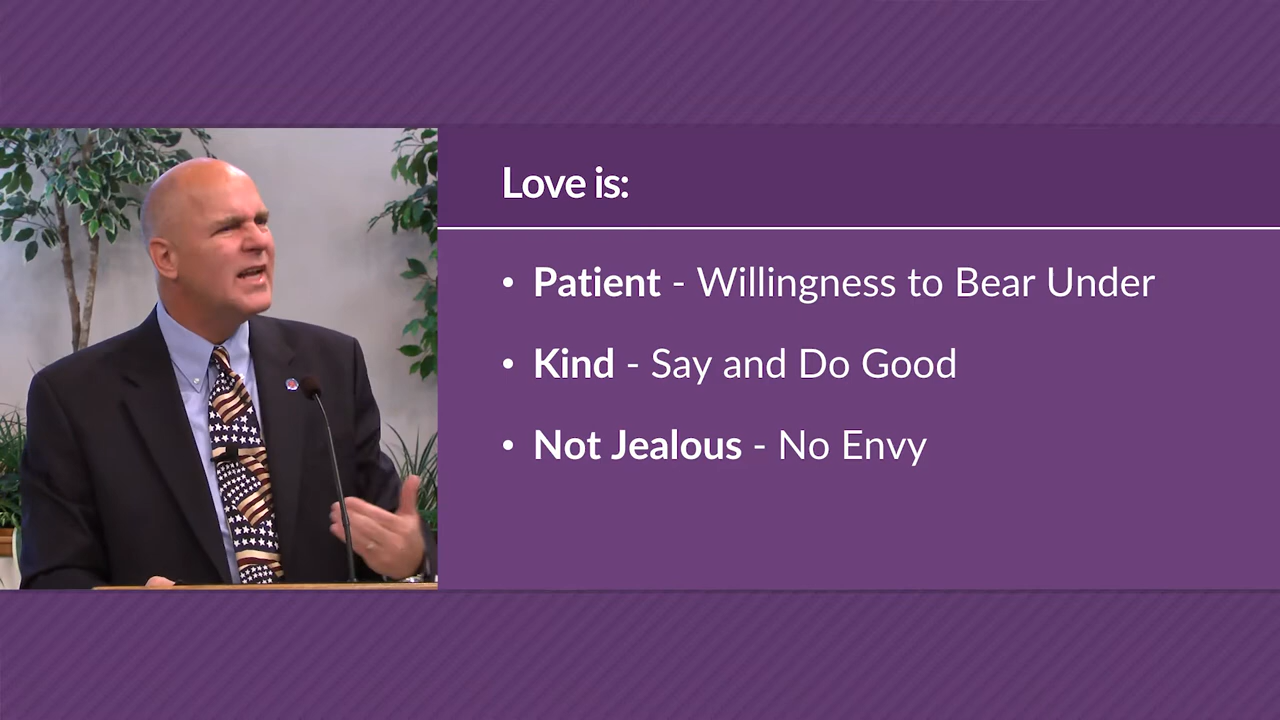 Love is:
• Patient - Willingness to Bear Under
• Kind - Say and Do Good
• Not Jealous - No Envy